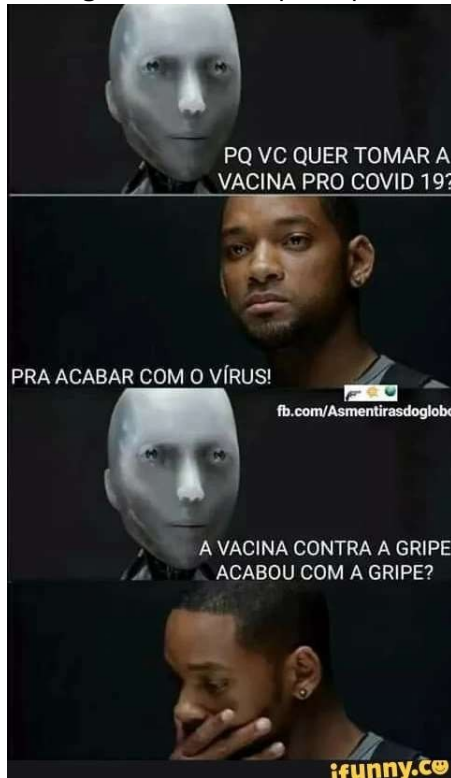 PQ VC QUER TOMAR A
VACINA PRO COVID 19?
PRA ACABAR COM O VÍRUS!
fb.com/Asmentirasdoglobo
A VACINA CONTRA A GRIPE
ACABOU COM A GRIPE?
ifunny.co